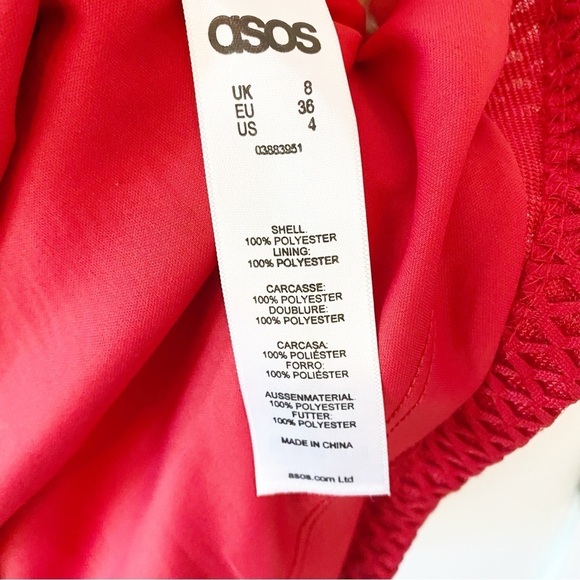 asos
UK 8
EU 36
US 4
03883951
SHELL:
100% POLYESTER
LINING:
100% POLYESTER
CARCASSE:
100% POLYESTER
DOUBLURE:
100% POLYESTER
CARCASA:
100% POLIÉSTER
FORRO:
100% POLIÉSTER
AUSSENMATERIAL
100% POLYESTER
FUTTER:
100% POLYESTER
MADE IN CHINA
asos.com Ltd